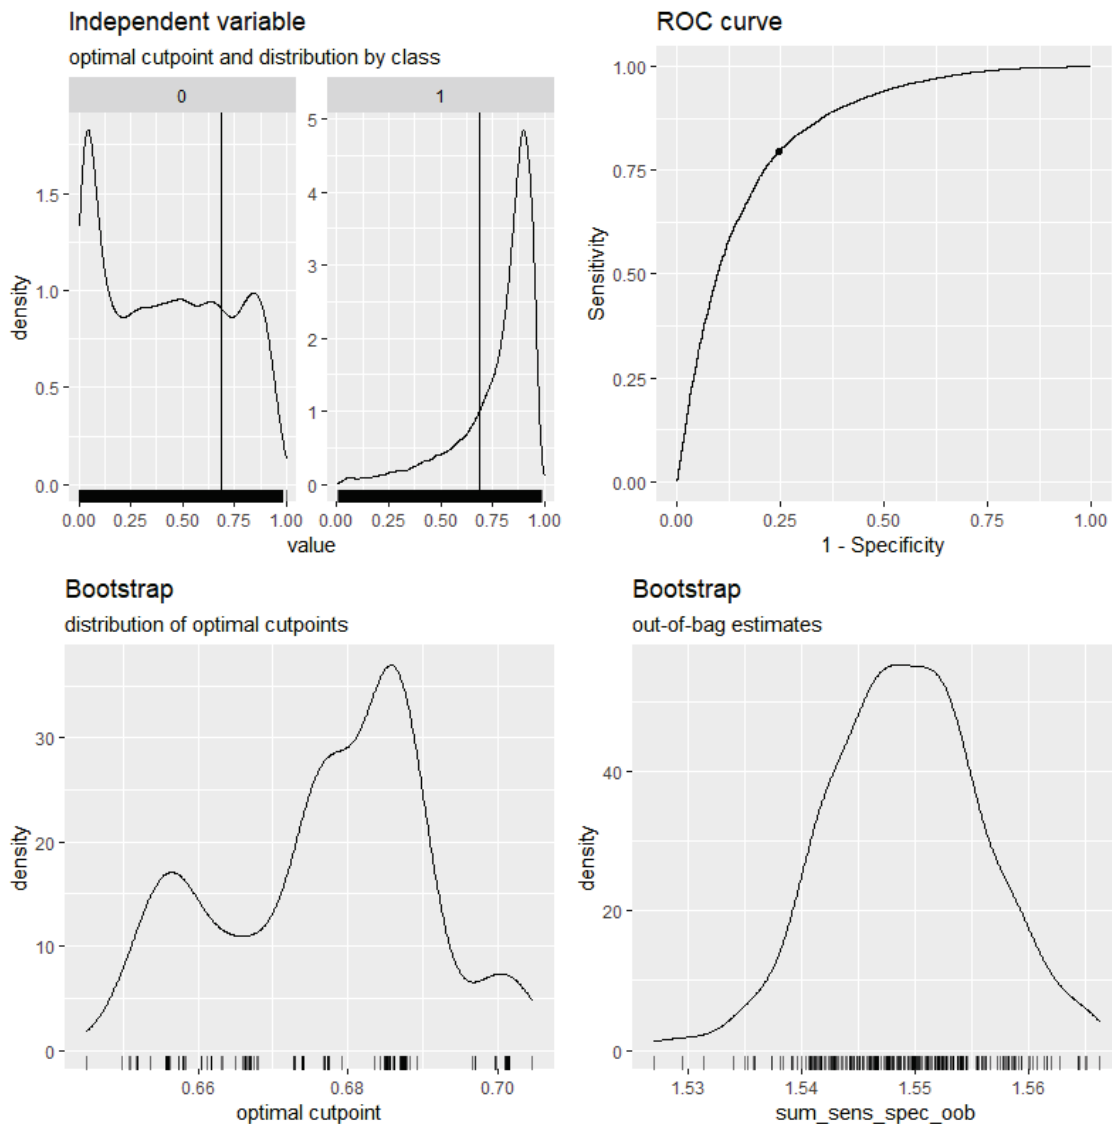 Independent variable
optimal cutpoint and distribution by class
0
1
density
0.0
0.5
1.0
1.5
0
1
2
3
4
5
0.00 0.25 0.50 0.75 1.00
0.00 0.25 0.50 0.75 1.00
value
ROC curve
Sensitivity
1.00
0.75
0.50
0.25
0.00
0.00 0.25 0.50 0.75 1.00
1 - Specificity
Bootstrap
distribution of optimal cutpoints
density
30
20
10
0
0.66 0.68 0.70
optimal cutpoint
Bootstrap
out-of-bag estimates
density
40
20
0
1.53 1.54 1.55 1.56
sum_sens_spec_oob